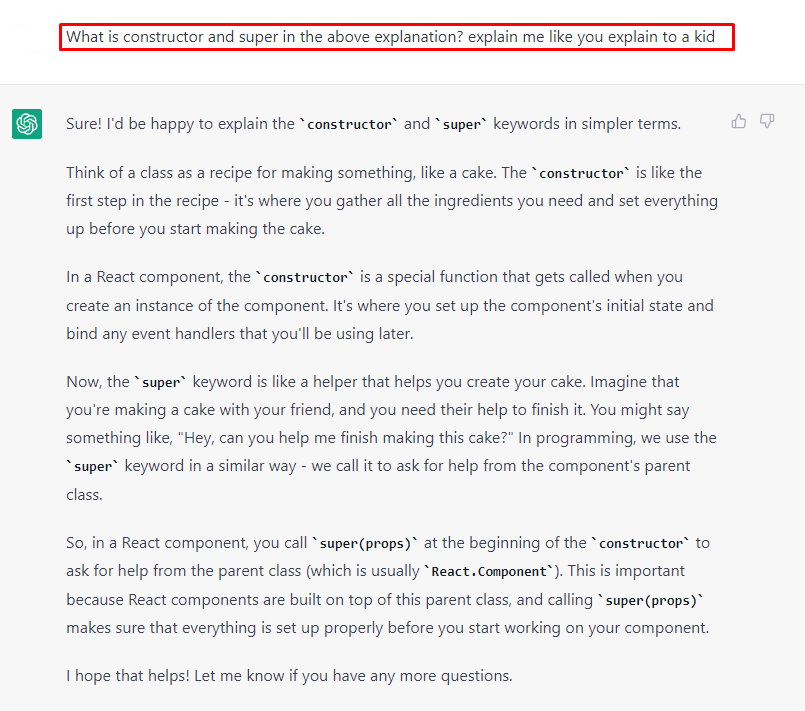 What is constructor and super in the above explanation? explain me like you explain to a kid
Sure! I'd be happy to explain the `constructor` and `super` keywords in simpler terms.
Think of a class as a recipe for making something, like a cake. The `constructor` is like the
first step in the recipe - it's where you gather all the ingredients you need and set everything
up before you start making the cake.
In a React component, the `constructor` is a special function that gets called when you
create an instance of the component. It's where you set up the component's initial state and
bind any event handlers that you'll be using later.
Now, the `super` keyword is like a helper that helps you create your cake. Imagine that
you're making a cake with your friend, and you need their help to finish it. You might say
something like, "Hey, can you help me finish making this cake?" In programming, we use the
`super` keyword in a similar way - we call it to ask for help from the component's parent
class.
So, in a React component, you call `super(props)` at the beginning of the `constructor` to
ask for help from the parent class (which is usually `React.Component`). This is important
because React components are built on top of this parent class, and calling `super(props)`
makes sure that everything is set up properly before you start working on your component.
I hope that helps! Let me know if you have any more questions.